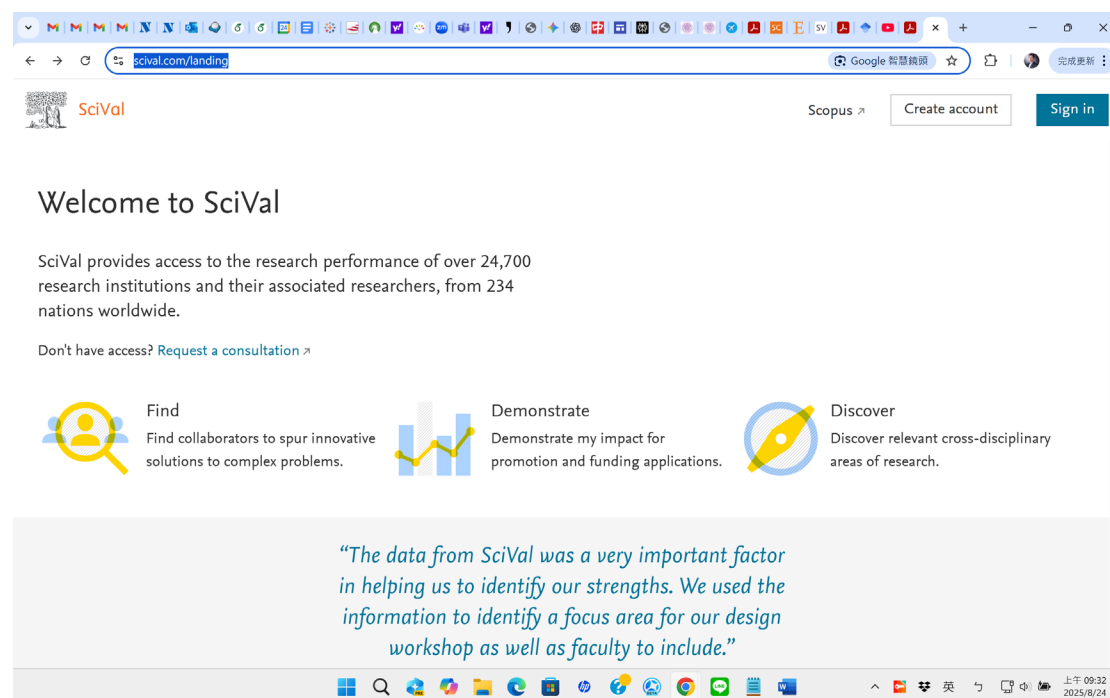 scival.com/landing
Google 智慧鏡頭
完成更新
SciVal
Scopus ↗
Create account
Sign in
Welcome to SciVal
SciVal provides access to the research performance of over 24,700
research institutions and their associated researchers, from 234
nations worldwide.
Don't have access? Request a consultation ↗
Find
Find collaborators to spur innovative
solutions to complex problems.
Demonstrate
Demonstrate my impact for
promotion and funding applications.
Discover
Discover relevant cross-disciplinary
areas of research.
“The data from SciVal was a very important factor
in helping us to identify our strengths. We used the
information to identify a focus area for our design
workshop as well as faculty to include.”
英
ㄅ
上午 09:32
2025/8/21